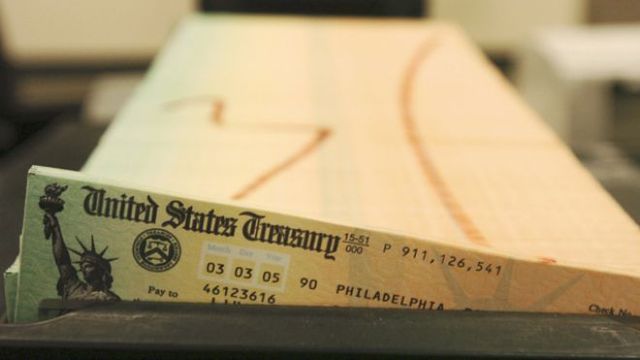 United States Treasury 15-51 000 P 911,126,541
Month Day Year
03 03 05 90 PHILADELPHIA,
Pay to 46123616
Check No